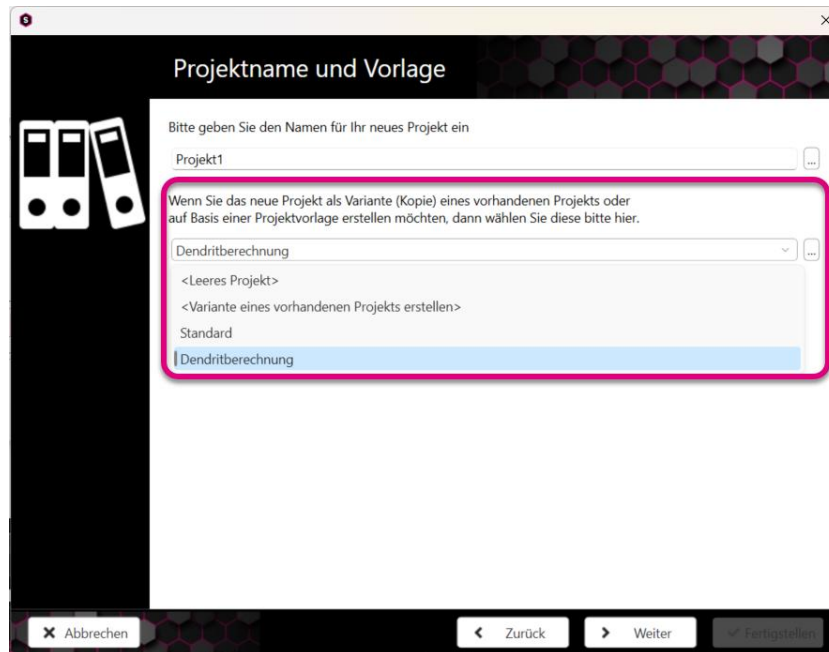 S
Projektname und Vorlage
Bitte geben Sie den Namen für Ihr neues Projekt ein
Projekt1
...
Wenn Sie das neue Projekt als Variante (Kopie) eines vorhandenen Projekts oder
auf Basis einer Projektvorlage erstellen möchten, dann wählen Sie diese bitte hier.
Dendritberechnung
...
<Leeres Projekt>
<Variante eines vorhandenen Projekts erstellen>
Standard
Dendritberechnung
Abbrechen
Zurück
Weiter
Fertigstellen